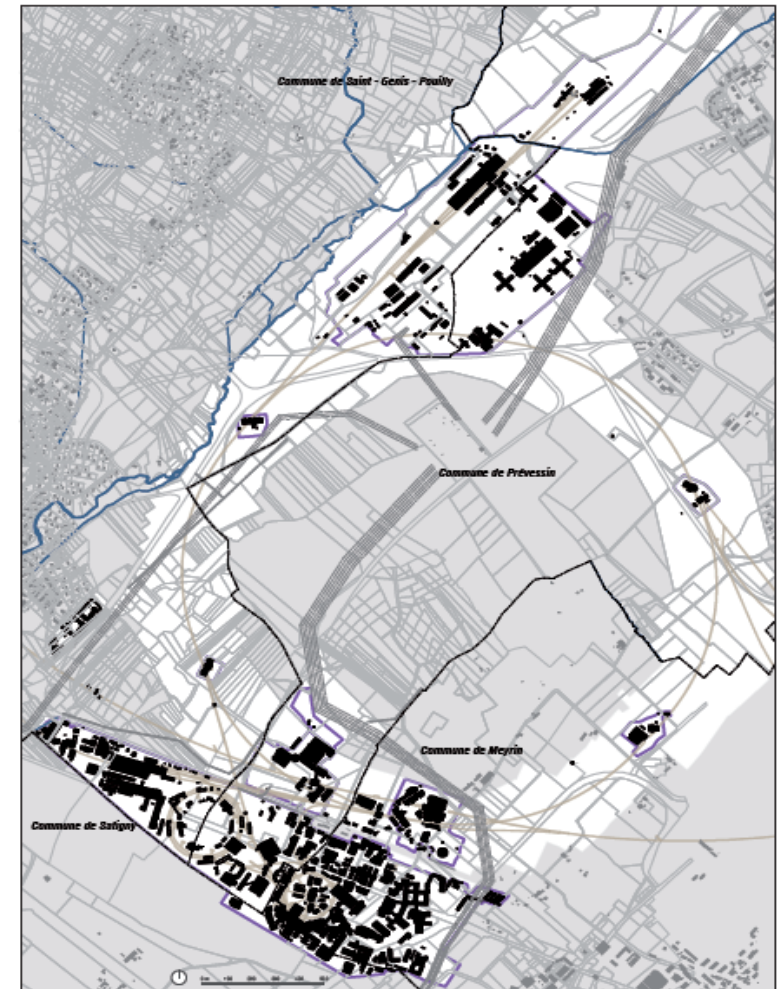 Commune de Saint - Genis - Pouilly
Commune de Prévessin
Commune de Meyrin
Commune de Satigny